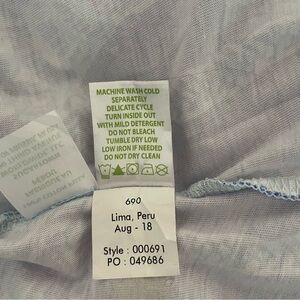 MACHINE WASH COLD
SEPARATELY
DELICATE CYCLE
TURN INSIDE OUT
WITH MILD DETERGENT
DO NOT BLEACH
TUMBLE DRY LOW
LOW IRON IF NEEDED
DO NOT DRY CLEAN
690
Lima, Peru
Aug - 18
Style : 000691
PO : 049686